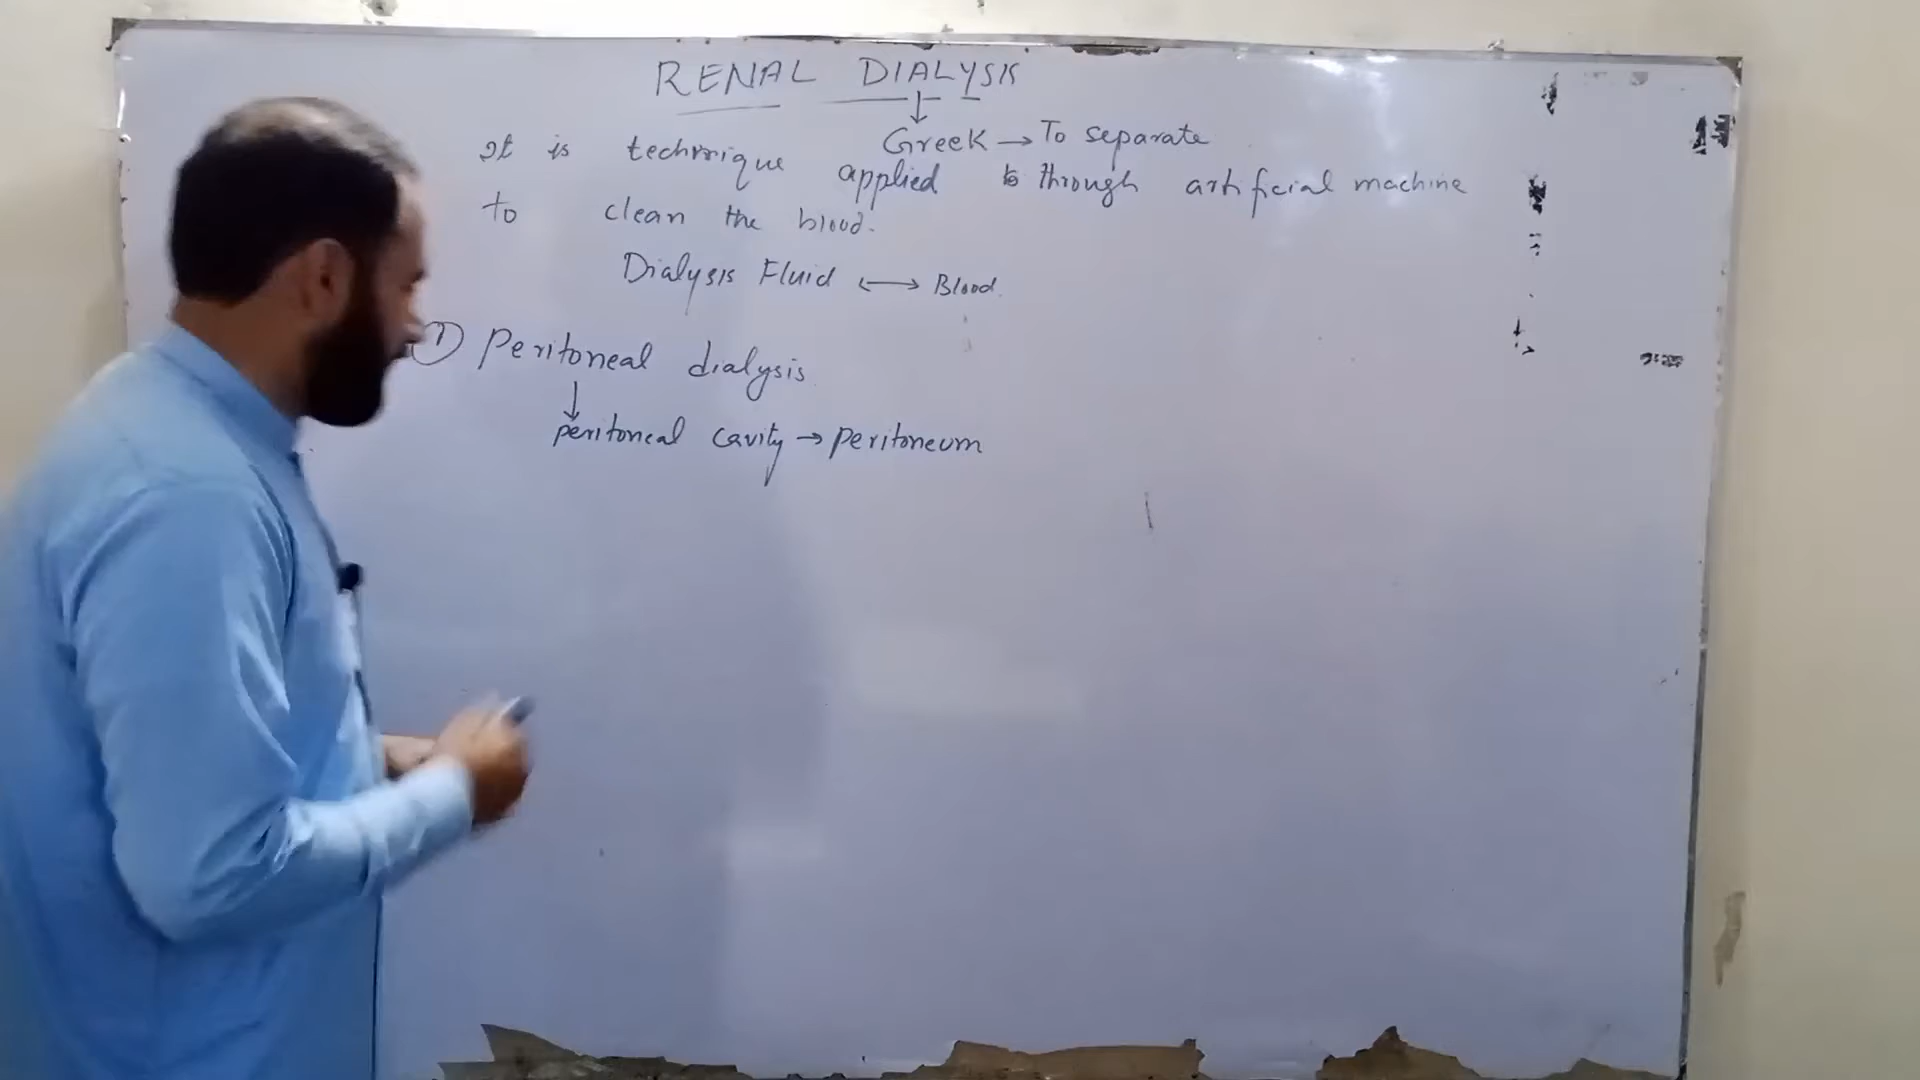 RENAL DIALYSIS
↓
Greek → To separate
It is technique applied to through artificial machine
to clean the blood.
Dialysis Fluid ↔ Blood.
① Peritoneal dialysis
↓
peritoneal cavity → peritoneum